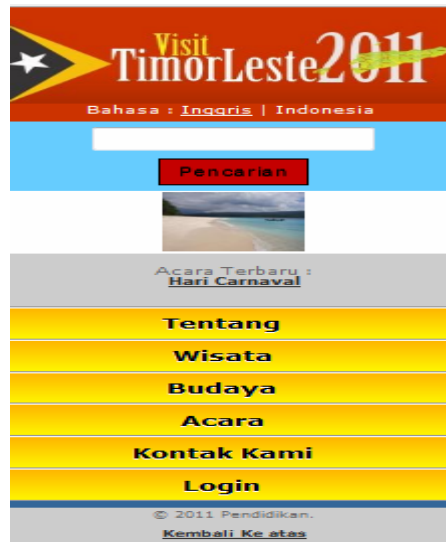 Visit
TimorLeste2011
Bahasa : Inggris | Indonesia
Pencarian
Acara Terbaru :
Hari Carnaval
Tentang
Wisata
Budaya
Acara
Kontak Kami
Login
© 2011 Pendidikan.
Kembali Ke atas